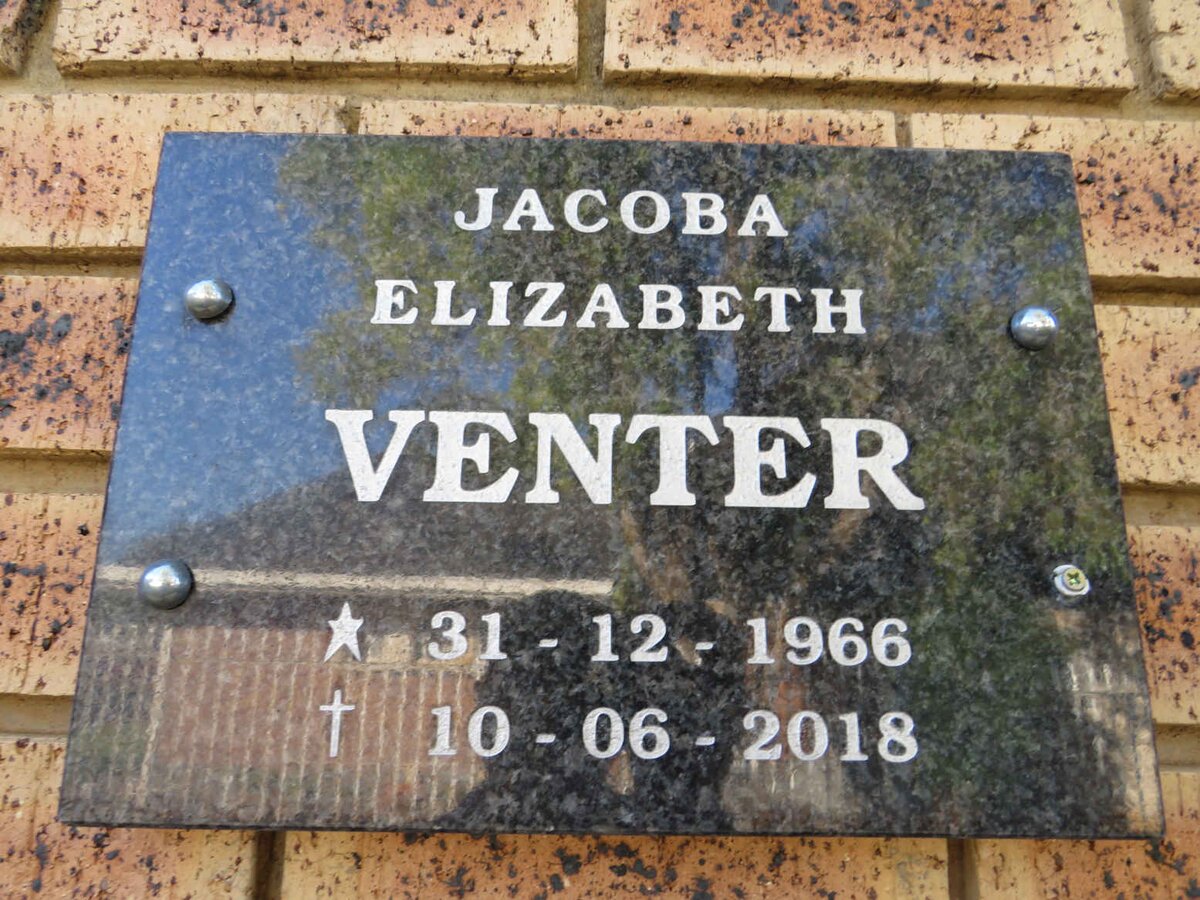 JACOBA
ELIZABETH
VENTER
31 - 12 - 1966
10 - 06 - 2018